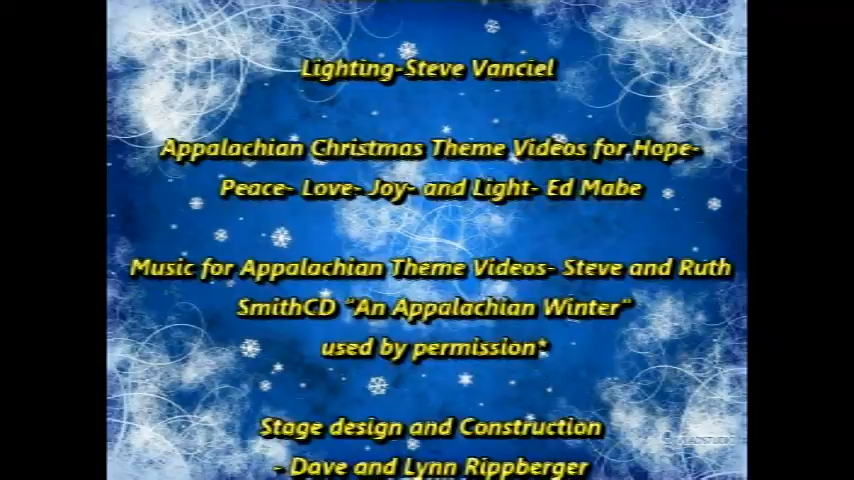 Lighting-Steve Vanciel
Appalachian Christmas Theme Videos for Hope-
Peace- Love- Joy- and Light- Ed Mabe
Music for Appalachian Theme Videos- Steve and Ruth
SmithCD "An Appalachian Winter"
used by permission*
Stage design and Construction
- Dave and Lynn Rippberger